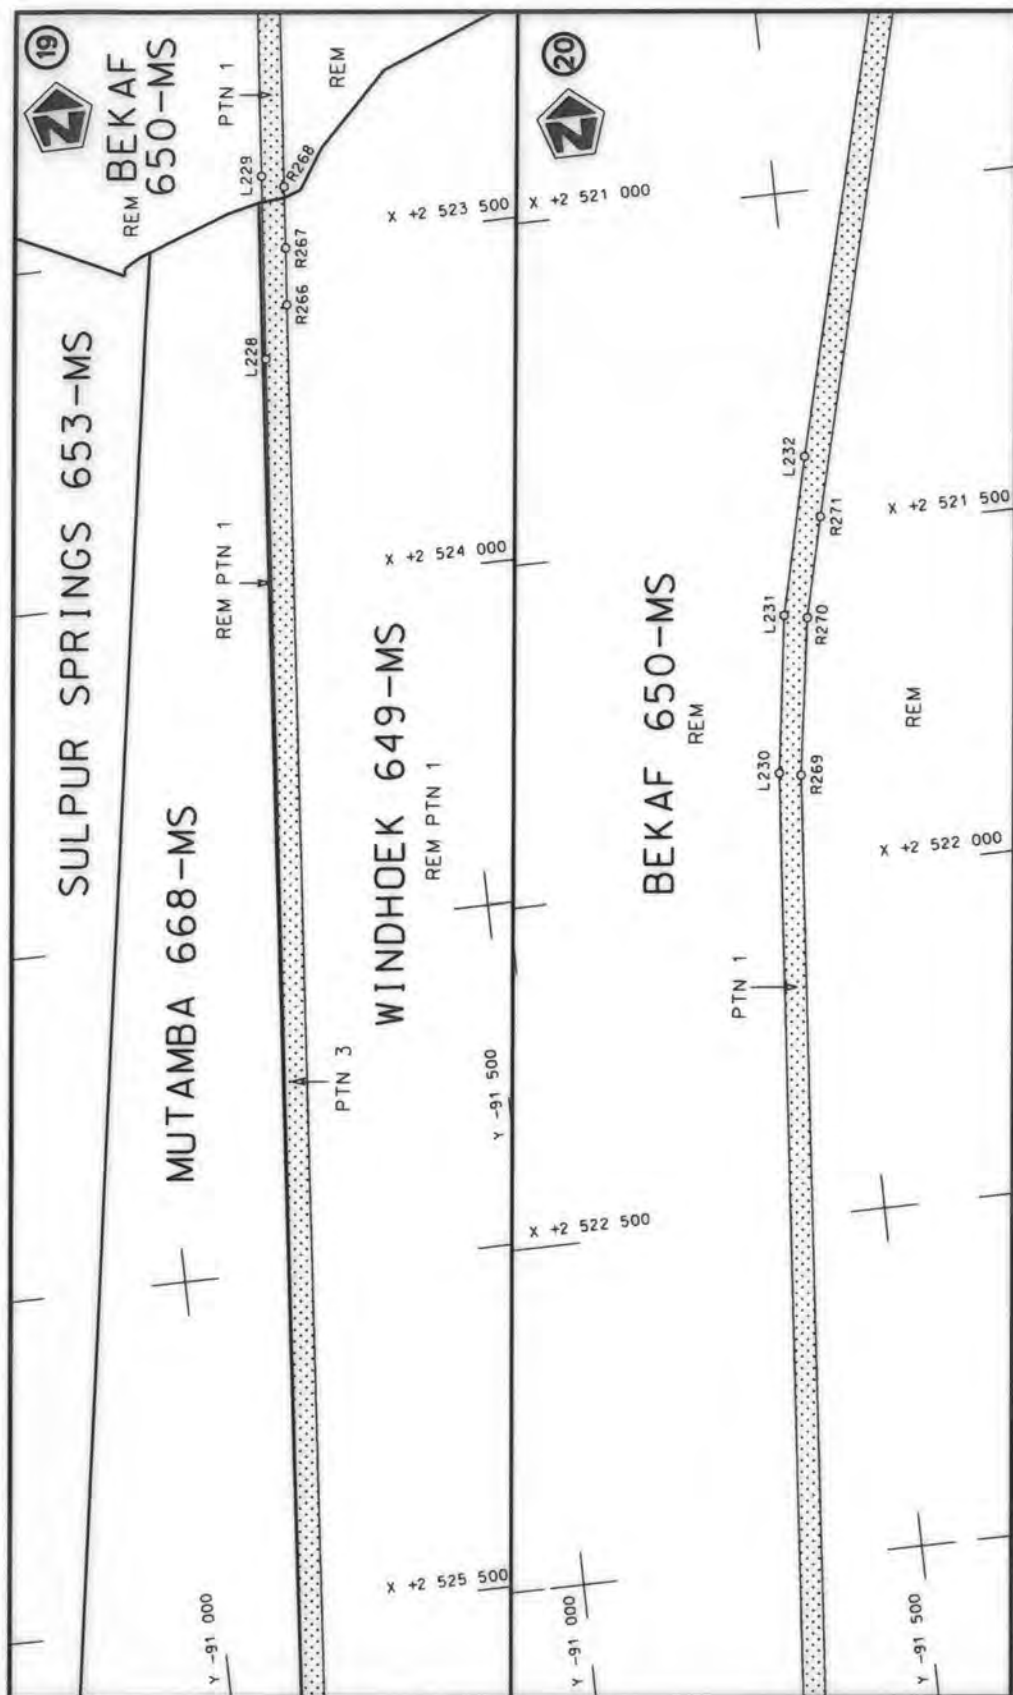 19
BEKAF
650-MS
REM
PTN 1
REM
L229
R268
R267
R266
L228
X +2 523 500
SULPUR SPRINGS 653-MS
REM PTN 1
X +2 524 000
MUTAMBA 668-MS
WINDHOEK 649-MS
REM PTN 1
PTN 3
Y -91 500
Y -91 000
X +2 525 500
20
X +2 521 000
L232
R271
X +2 521 500
L231
R270
BEKAF 650-MS
REM
REM
L230
R269
X +2 522 000
PTN 1
X +2 522 500
Y -91 000
Y -91 500